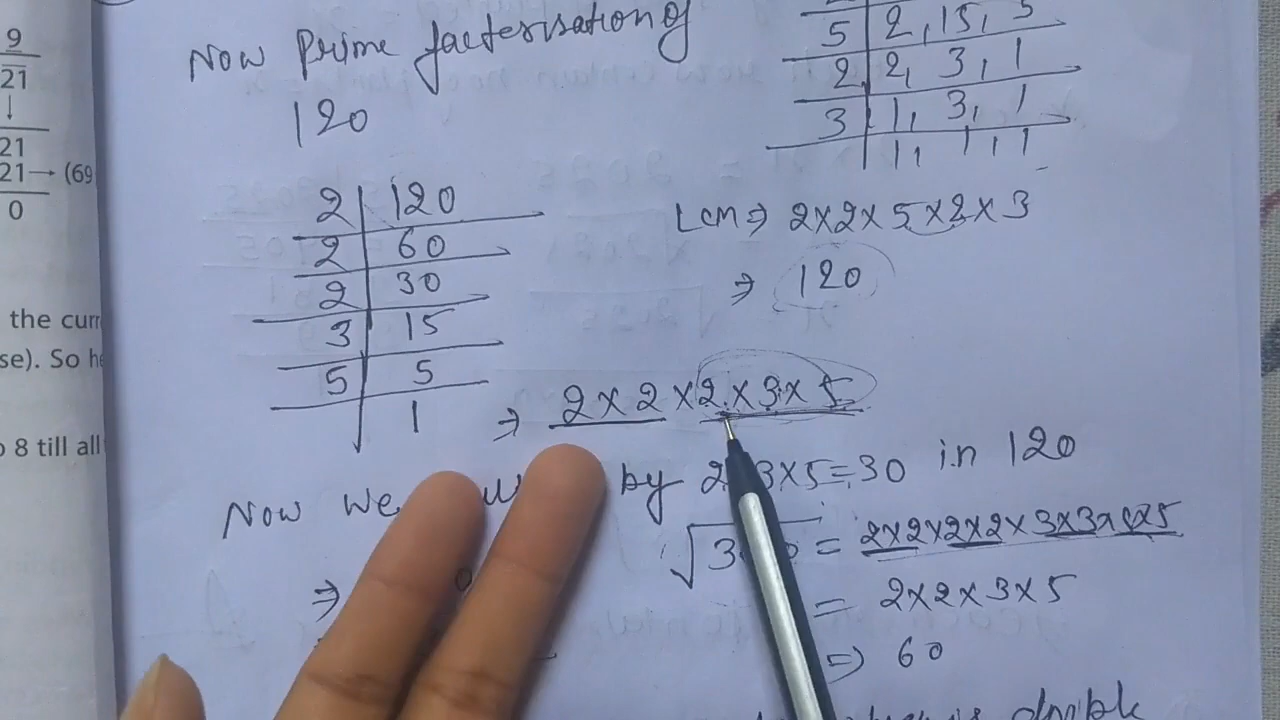 9
21
↓
21
21→ (69
0
the curr
se). So he
8 till all
Now Prime factorisation of
120
2 | 120
2 | 60
2 | 30
3 | 15
5 | 5
1
5 | 2, 15, 5
2 | 2, 3, 1
3 | 1, 3, 1
1, 1, 1
LCM ⇒ 2×2×5×2×3
⇒ 120
⇒ 2×2×2×3×5
Now we by 2 3×5=30 in 120
√3 = 2×2×2×2×3×3×5×5
= 2×2×3×5
⇒ 60
is divible